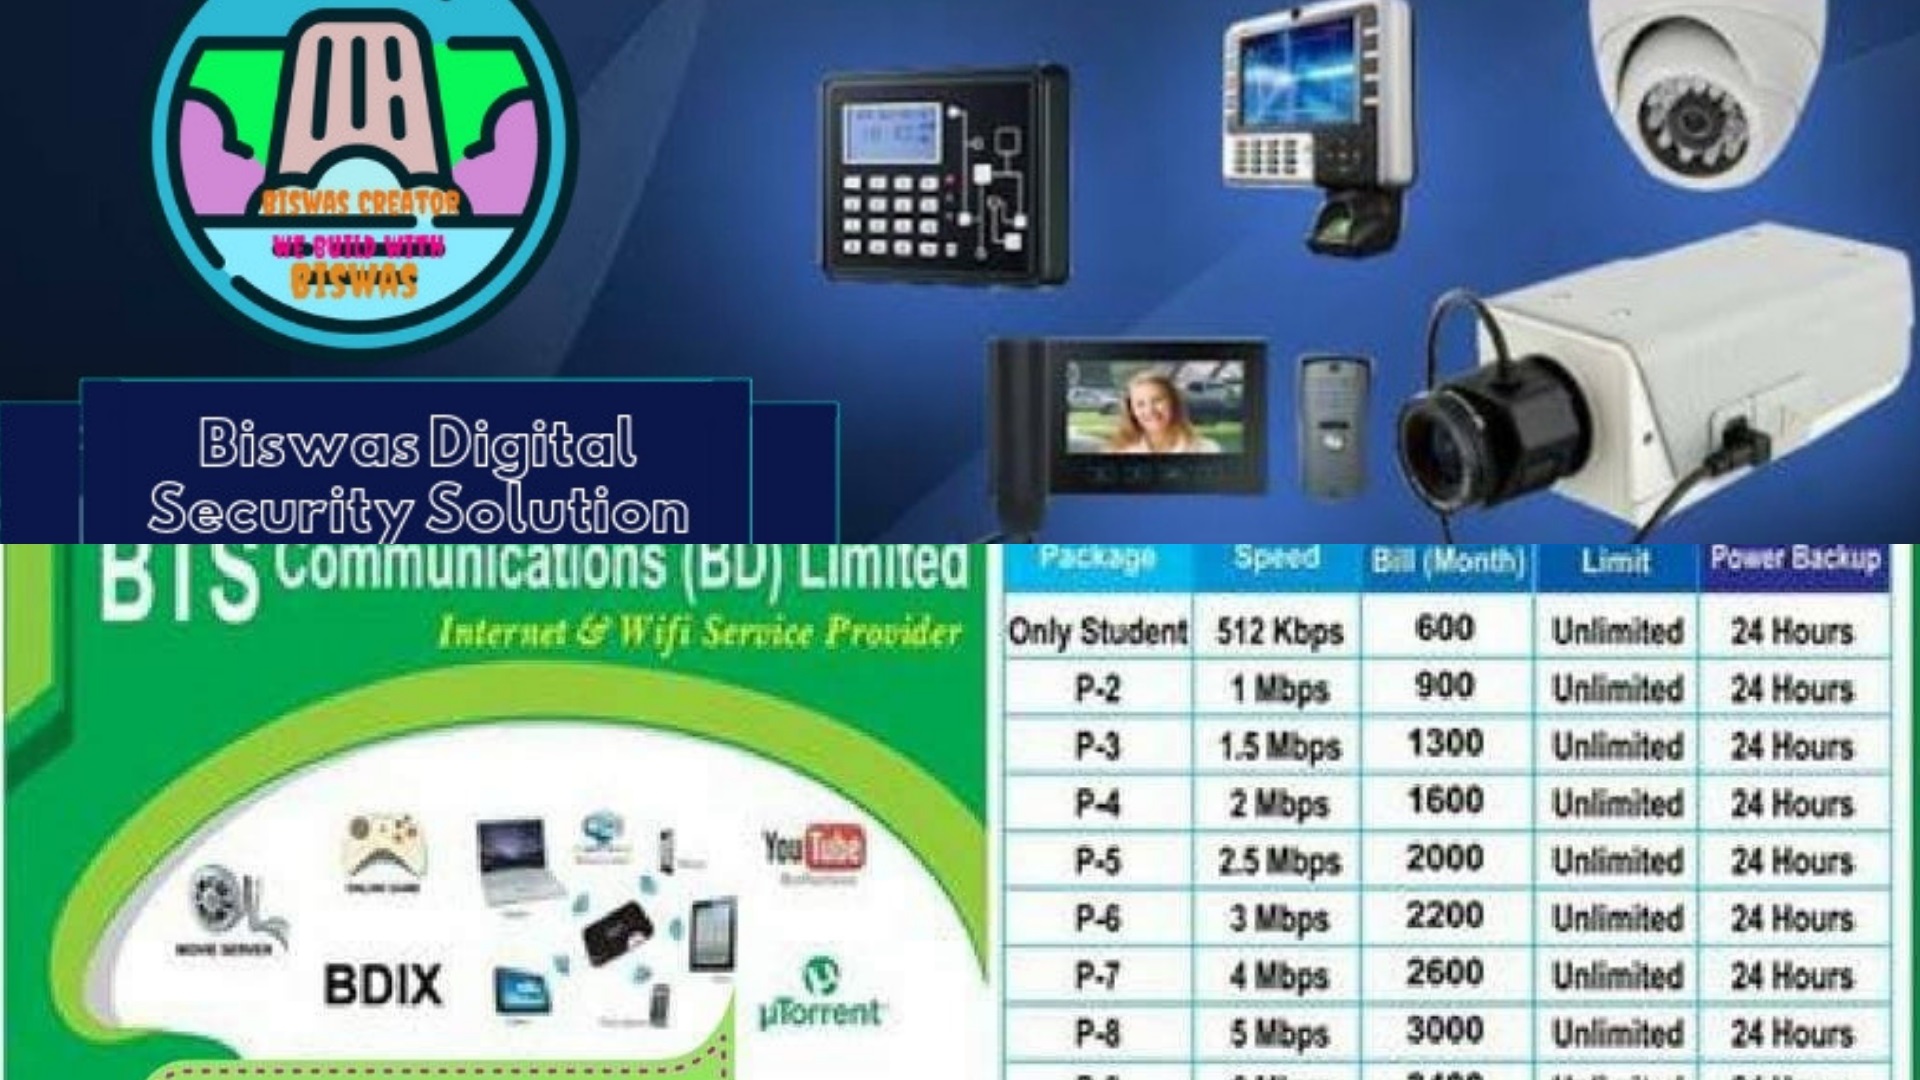 BISWAS CREATOR
WE BUILD WITH
BISWAS
Biswas Digital
Security Solution
BTS Communications (BD) Limited
Internet & Wifi Service Provider
MOVIE SERVER
ONLINE GAME
BDIX
YouTube
µTorrent
Package Speed Bill (Month) Limit Power Backup
Only Student 512 Kbps 600 Unlimited 24 Hours
P-2 1 Mbps 900 Unlimited 24 Hours
P-3 1.5 Mbps 1300 Unlimited 24 Hours
P-4 2 Mbps 1600 Unlimited 24 Hours
P-5 2.5 Mbps 2000 Unlimited 24 Hours
P-6 3 Mbps 2200 Unlimited 24 Hours
P-7 4 Mbps 2600 Unlimited 24 Hours
P-8 5 Mbps 3000 Unlimited 24 Hours